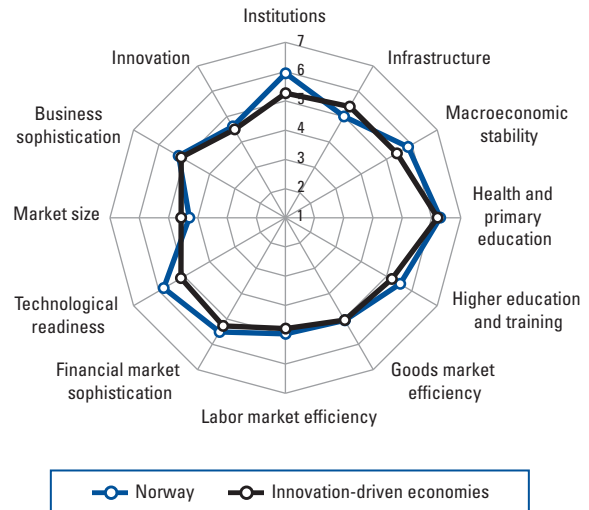 Institutions
7
Innovation
6
Infrastructure
5
Business
sophistication
4
Macroeconomic
stability
3
2
Market size
1
Health and
primary
education
Technological
readiness
Higher education
and training
Financial market
sophistication
Goods market
efficiency
Labor market efficiency
Norway
Innovation-driven economies